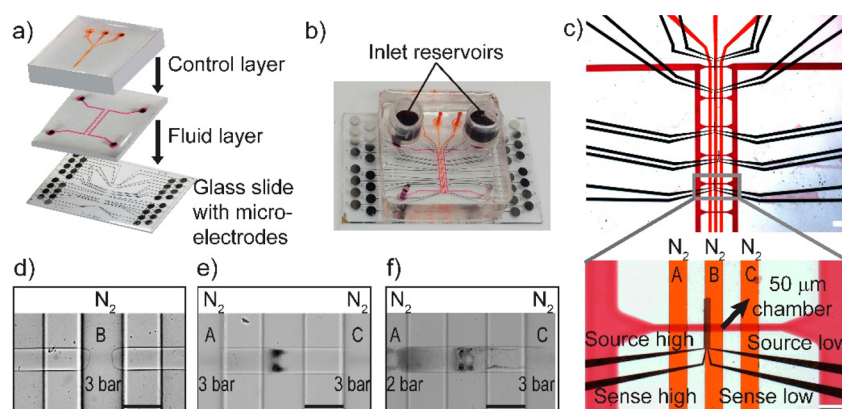 a)
Control layer
Fluid layer
Glass slide
with micro-
electrodes
b)
Inlet reservoirs
c)
N₂ N₂ N₂
A B C
50 μm
chamber
Source high Source low
Sense high Sense low
d)
N₂
B
3 bar
e)
N₂ N₂
A C
3 bar 3 bar
f)
N₂ N₂
A C
2 bar 3 bar